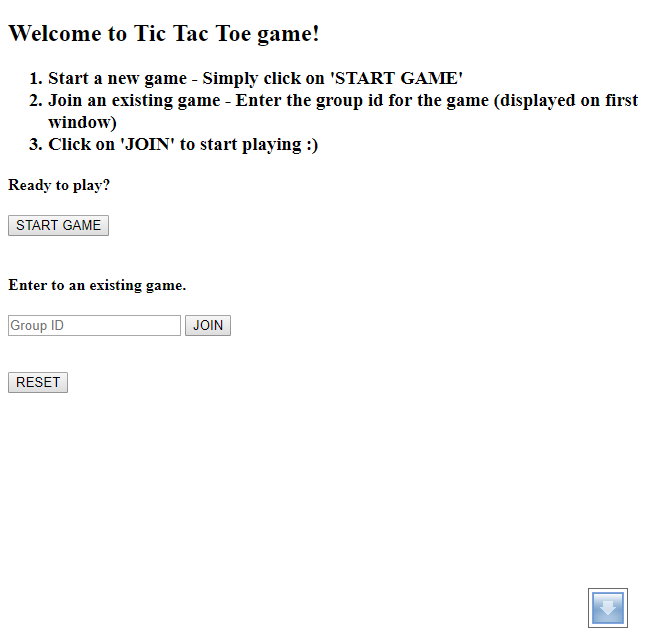 Welcome to Tic Tac Toe game!
1. Start a new game - Simply click on 'START GAME'
2. Join an existing game - Enter the group id for the game (displayed on first
window)
3. Click on 'JOIN' to start playing :)
Ready to play?
START GAME
Enter to an existing game.
Group ID JOIN
RESET